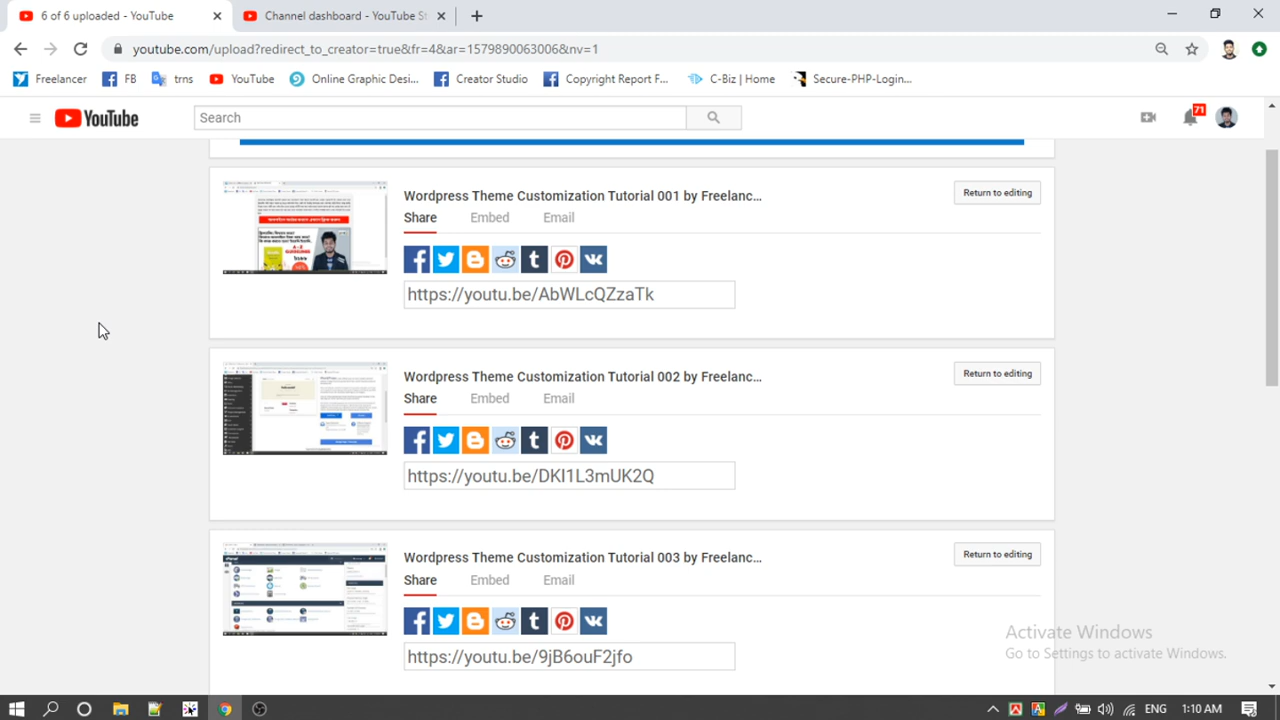 6 of 6 uploaded - YouTube
Channel dashboard - YouTube St
youtube.com/upload?redirect_to_creator=true&fr=4&ar=1579890063006&nv=1
Freelancer FB trns YouTube Online Graphic Desi... Creator Studio Copyright Report F... C-Biz | Home Secure-PHP-Login...
YouTube
Search
71
Wordpress Theme Customization Tutorial 001 by Freelanc...
Return to editing
Share Embed Email
https://youtu.be/AbWLcQZzaTk
Wordpress Theme Customization Tutorial 002 by Freelanc...
Return to editing
Share Embed Email
https://youtu.be/DKI1L3mUK2Q
Wordpress Theme Customization Tutorial 003 by Freelanc...
Return to editing
Share Embed Email
https://youtu.be/9jB6ouF2jfo
Activate Windows
Go to Settings to activate Windows.
ENG 1:10 AM